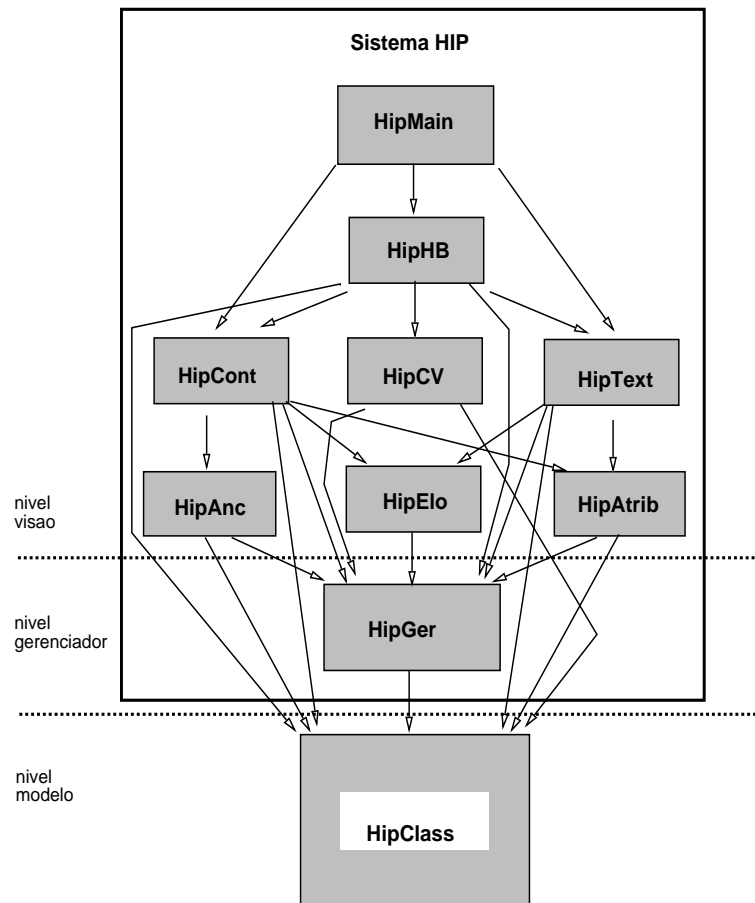 Sistema HIP
HipMain
HipHB
HipCont
HipCV
HipText
HipAnc
HipElo
HipAtrib
nivel
visao
nivel
gerenciador
HipGer
nivel
modelo
HipClass